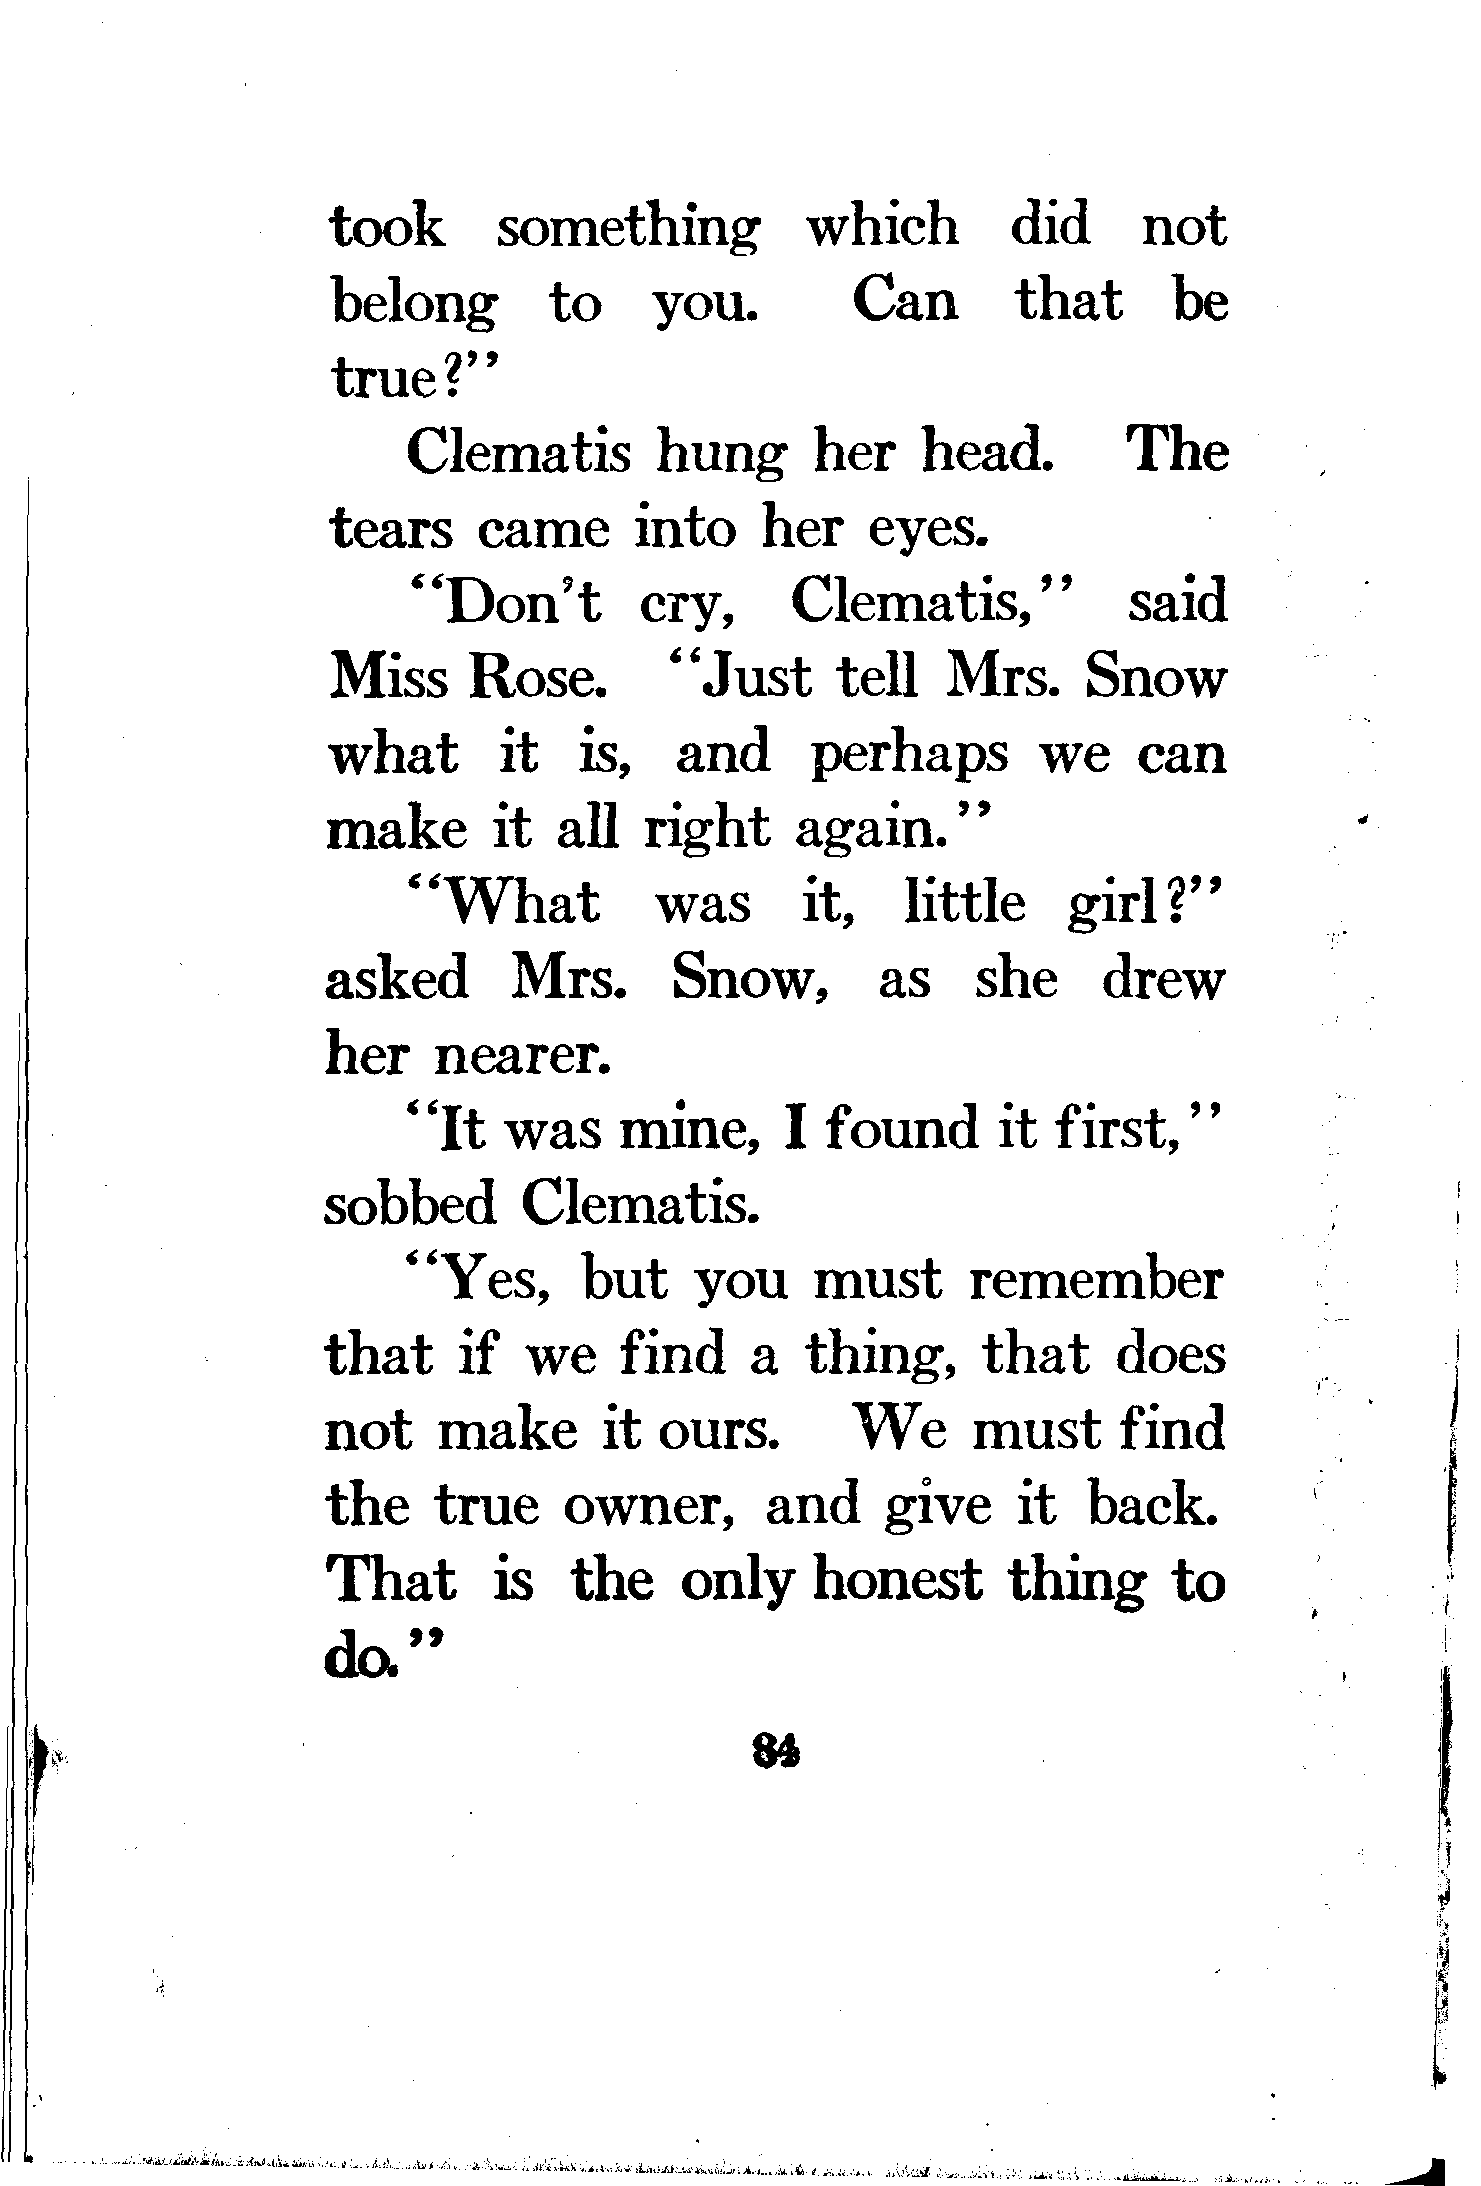 took something which did not
belong to you. Can that be
true?"
Clematis hung her head. The
tears came into her eyes.
"Don't cry, Clematis," said
Miss Rose. "Just tell Mrs. Snow
what it is, and perhaps we can
make it all right again."
"What was it, little girl?"
asked Mrs. Snow, as she drew
her nearer.
"It was mine, I found it first,"
sobbed Clematis.
"Yes, but you must remember
that if we find a thing, that does
not make it ours. We must find
the true owner, and give it back.
That is the only honest thing to
do."
84